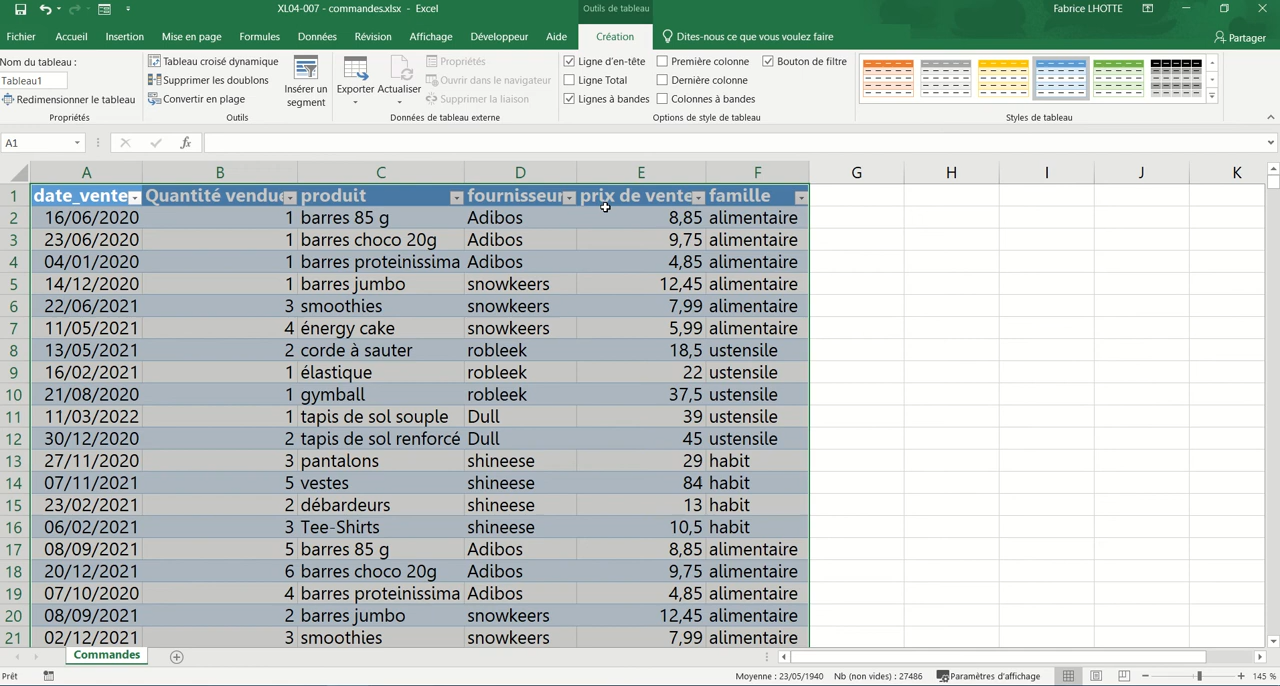 XL04-007 - commandes.xlsx - Excel
Outils de tableau
Fabrice LHOTTE
Fichier Accueil Insertion Mise en page Formules Données Révision Affichage Développeur Aide Création Dites-nous ce que vous voulez faire Partager
Nom du tableau :
Tableau1
Redimensionner le tableau
Propriétés
Tableau croisé dynamique
Supprimer les doublons
Convertir en plage
Insérer un
segment
Outils
Exporter Actualiser
Propriétés
Ouvrir dans le navigateur
Supprimer la liaison
Données de tableau externe
Ligne d'en-tête Première colonne Bouton de filtre
Ligne Total Dernière colonne
Lignes à bandes Colonnes à bandes
Options de style de tableau
Styles de tableau
A1 fx
A B C D E F G H I J K
1 date_vente Quantité vendue produit fournisseur prix de vente famille
2 16/06/2020 1 barres 85 g Adibos 8,85 alimentaire
3 23/06/2020 1 barres choco 20g Adibos 9,75 alimentaire
4 04/01/2020 1 barres proteinissima Adibos 4,85 alimentaire
5 14/12/2020 1 barres jumbo snowkeers 12,45 alimentaire
6 22/06/2021 3 smoothies snowkeers 7,99 alimentaire
7 11/05/2021 4 énergy cake snowkeers 5,99 alimentaire
8 13/05/2021 2 corde à sauter robleek 18,5 ustensile
9 16/02/2021 1 élastique robleek 22 ustensile
10 21/08/2020 1 gymball robleek 37,5 ustensile
11 11/03/2022 1 tapis de sol souple Dull 39 ustensile
12 30/12/2020 2 tapis de sol renforcé Dull 45 ustensile
13 27/11/2020 3 pantalons shineese 29 habit
14 07/11/2021 5 vestes shineese 84 habit
15 23/02/2021 2 débardeurs shineese 13 habit
16 06/02/2021 3 Tee-Shirts shineese 10,5 habit
17 08/09/2021 5 barres 85 g Adibos 8,85 alimentaire
18 20/12/2021 6 barres choco 20g Adibos 9,75 alimentaire
19 07/10/2021 4 barres proteinissima Adibos 4,85 alimentaire
20 08/09/2021 2 barres jumbo snowkeers 12,45 alimentaire
21 02/12/2021 3 smoothies snowkeers 7,99 alimentaire
Commandes
Prêt Moyenne : 23/05/1940 Nb (non vides) : 27486 Paramètres d'affichage 145 %